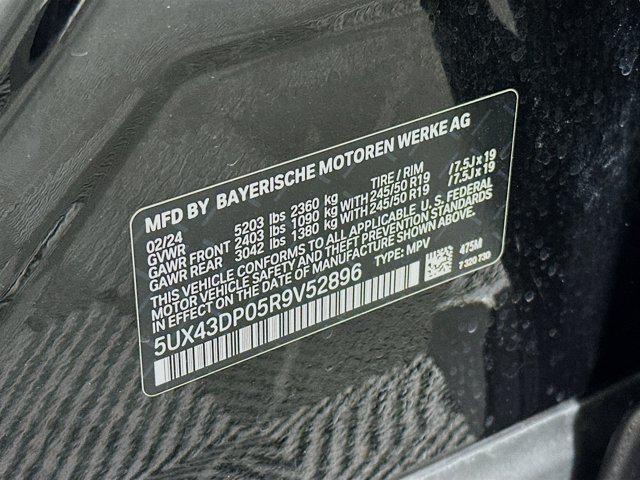 MFD BY BAYERISCHE MOTOREN WERKE AG
02/24 TIRE / RIM
GVWR 5203 lbs 2360 kg
GAWR FRONT 2403 lbs 1090 kg WITH 245/50 R19 / 7.5J x 19
GAWR REAR 3042 lbs 1380 kg WITH 245/50 R19 / 7.5J x 19
THIS VEHICLE CONFORMS TO ALL APPLICABLE U. S. FEDERAL
MOTOR VEHICLE SAFETY AND THEFT PREVENTION STANDARDS
IN EFFECT ON THE DATE OF MANUFACTURE SHOWN ABOVE.
5UX43DP05R9V52896 TYPE: MPV 475M
7 320 730